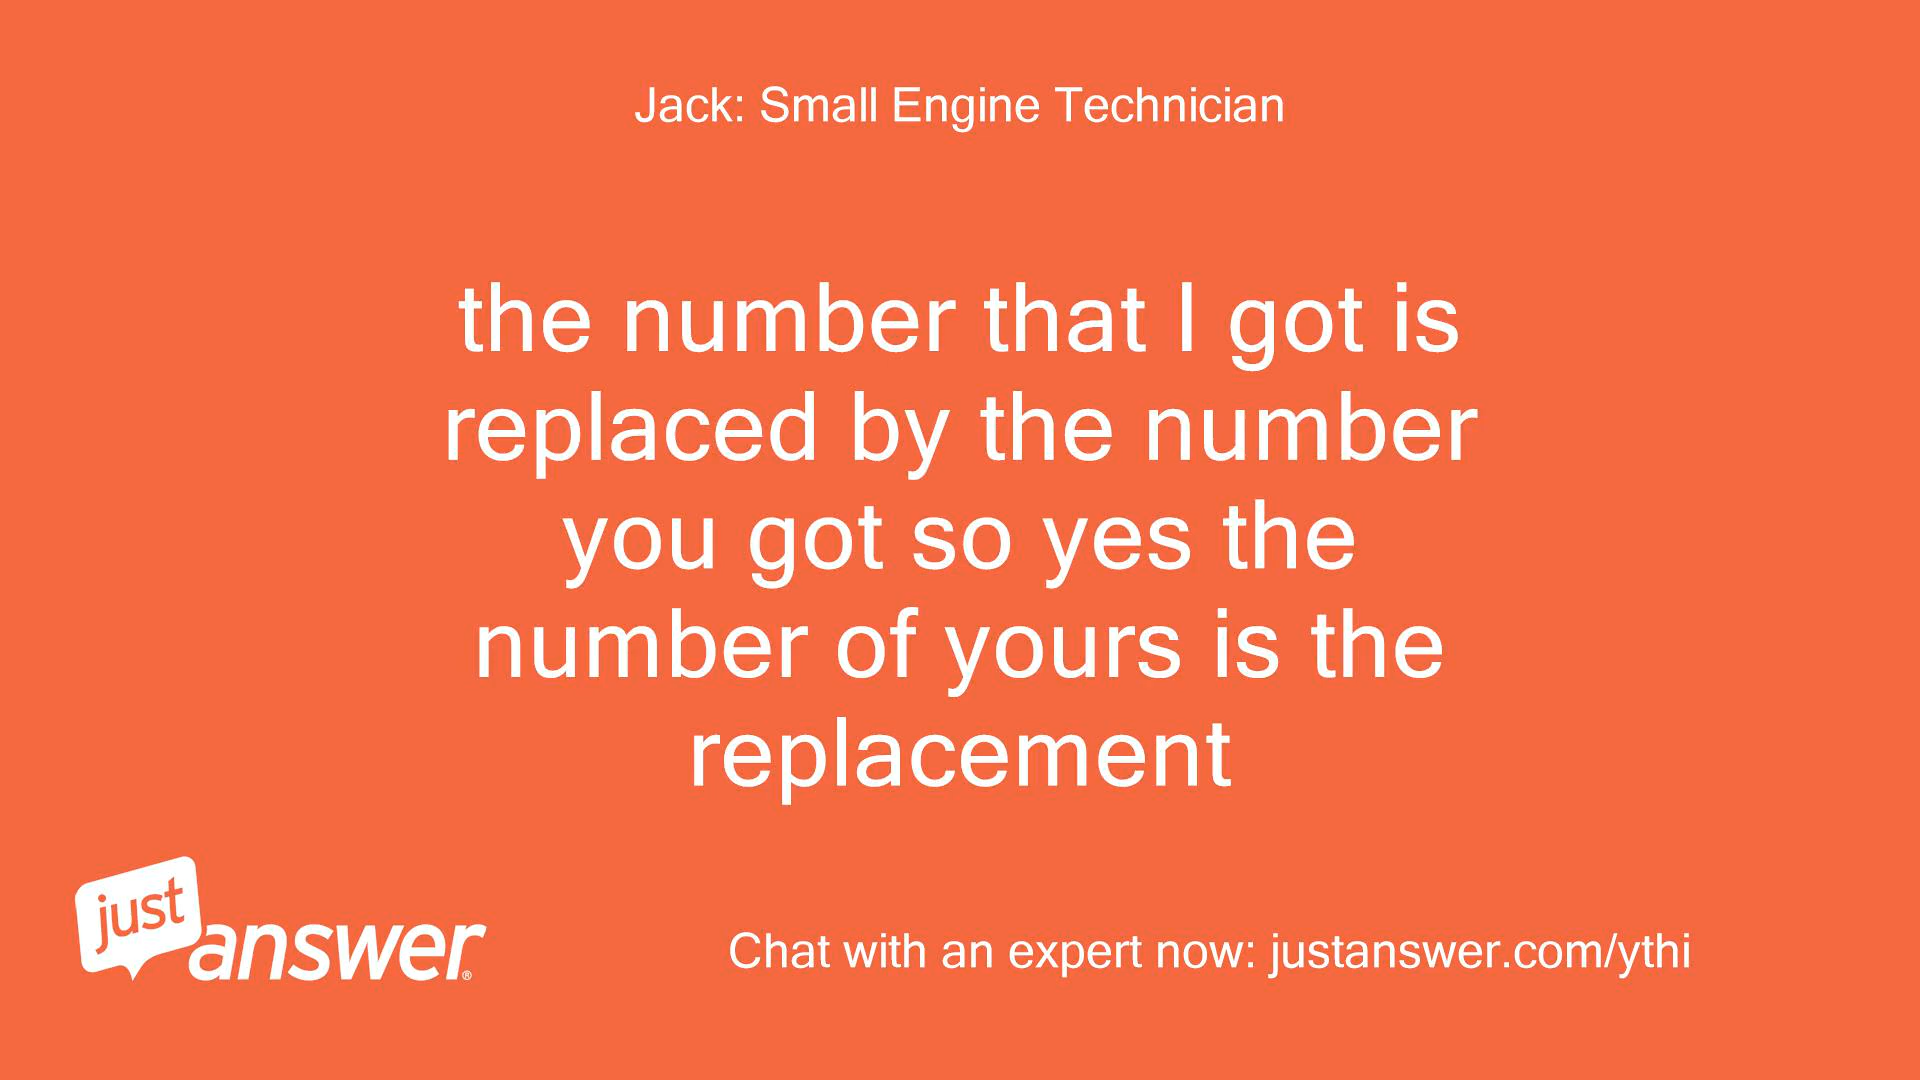 Jack: Small Engine Technician
the number that I got is
replaced by the number
you got so yes the
number of yours is the
replacement
just
answer®
Chat with an expert now: justanswer.com/ythi